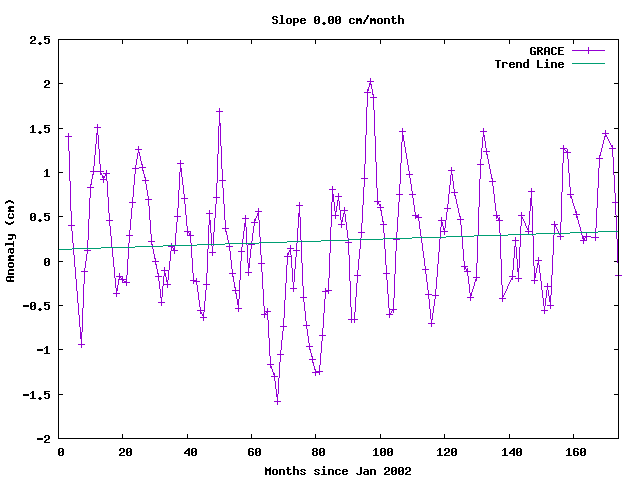 Slope 0.00 cm/month
GRACE
Trend Line
2.5
2
1.5
1
0.5
0
-0.5
-1
-1.5
-2
Anomaly (cm)
0 20 40 60 80 100 120 140 160
Months since Jan 2002